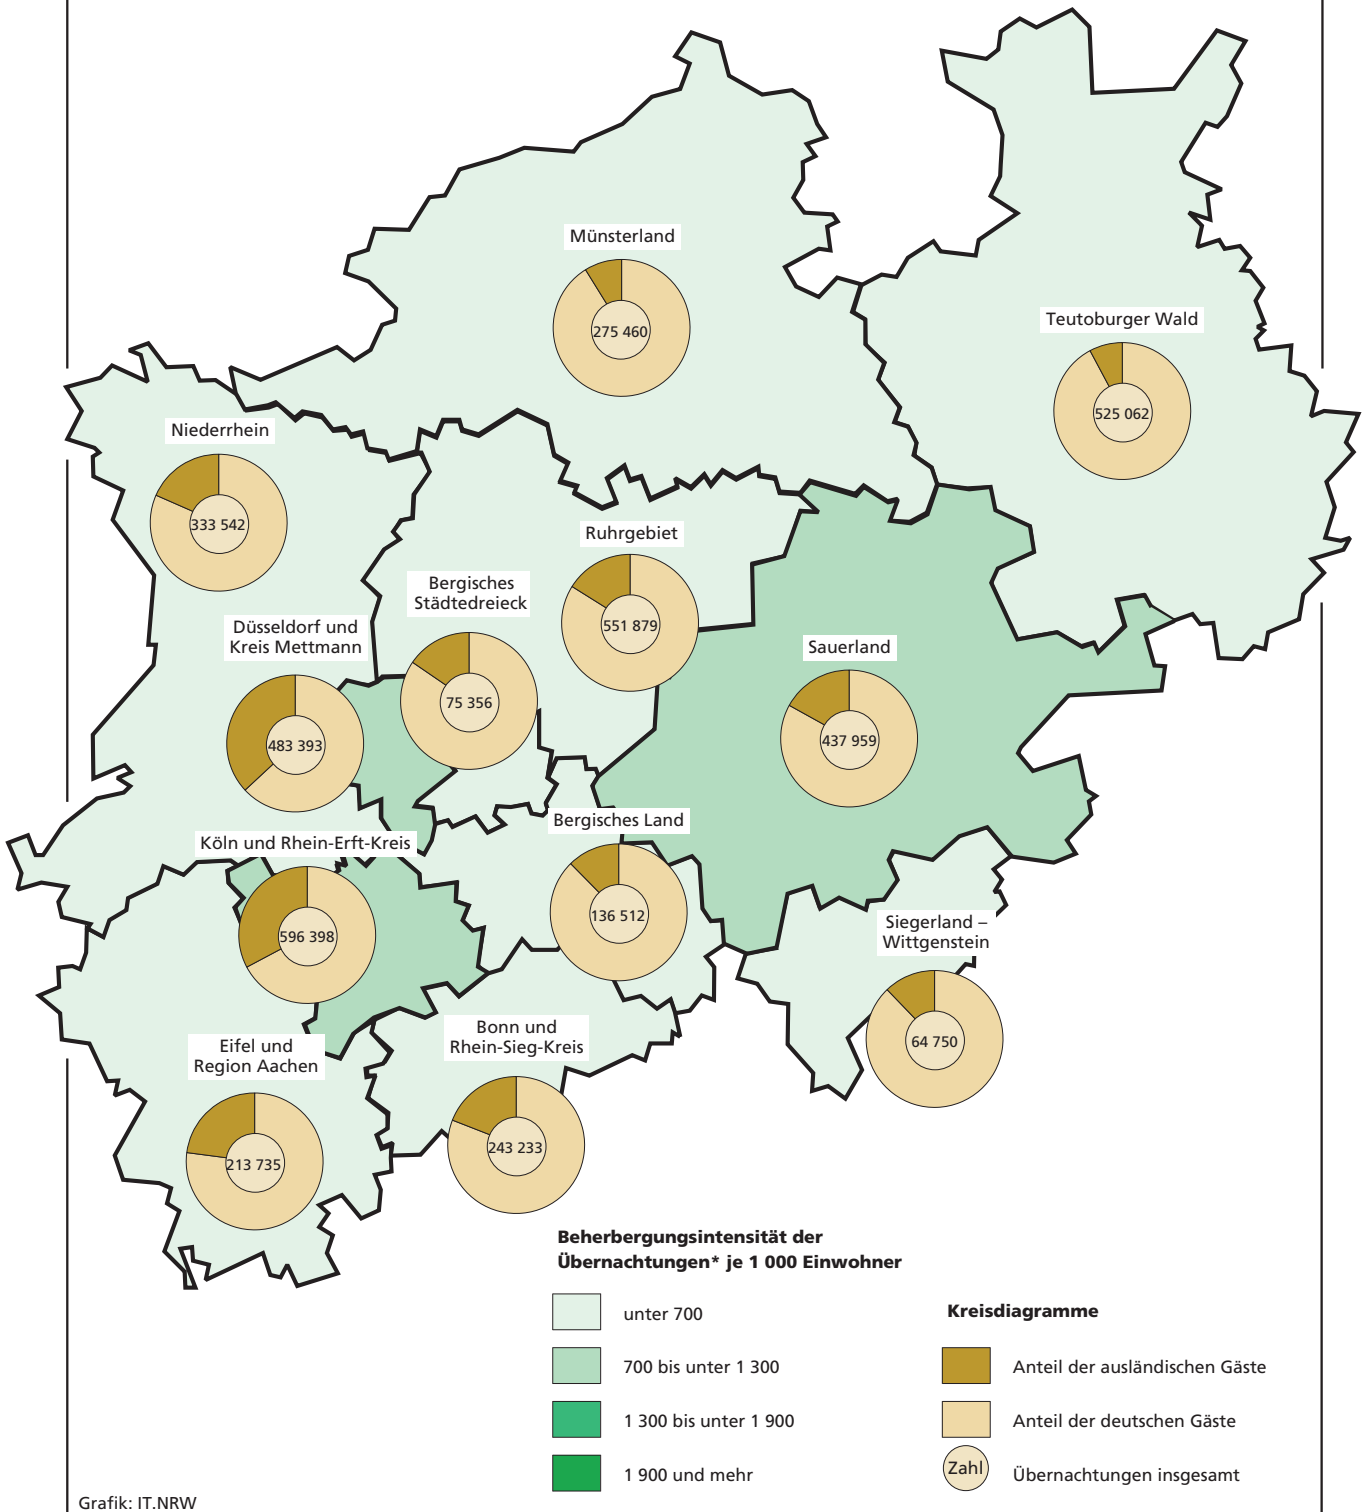 Münsterland
275 460
Teutoburger Wald
525 062
Niederrhein
333 542
Ruhrgebiet
551 879
Bergisches
Städtedreieck
75 356
Düsseldorf und
Kreis Mettmann
483 393
Sauerland
437 959
Köln und Rhein-Erft-Kreis
596 398
Bergisches Land
136 512
Siegerland –
Wittgenstein
64 750
Bonn und
Rhein-Sieg-Kreis
243 233
Eifel und
Region Aachen
213 735
Beherbergungsintensität der
Übernachtungen* je 1 000 Einwohner
unter 700
700 bis unter 1 300
1 300 bis unter 1 900
1 900 und mehr
Kreisdiagramme
Anteil der ausländischen Gäste
Anteil der deutschen Gäste
Zahl
Übernachtungen insgesamt
Grafik: IT.NRW